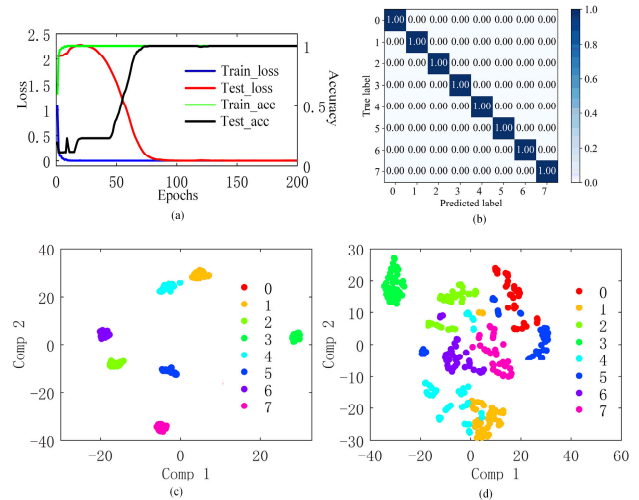 2.5
2
1.5
1
0.5
0
Loss
Train_loss
Test_loss
Train_acc
Test_acc
1
0.5
0
Accuracy
0 50 100 150 200
Epochs
(a)
True label
0 1.00 0.00 0.00 0.00 0.00 0.00 0.00 0.00
1 0.00 1.00 0.00 0.00 0.00 0.00 0.00 0.00
2 0.00 0.00 1.00 0.00 0.00 0.00 0.00 0.00
3 0.00 0.00 0.00 1.00 0.00 0.00 0.00 0.00
4 0.00 0.00 0.00 0.00 1.00 0.00 0.00 0.00
5 0.00 0.00 0.00 0.00 0.00 1.00 0.00 0.00
6 0.00 0.00 0.00 0.00 0.00 0.00 1.00 0.00
7 0.00 0.00 0.00 0.00 0.00 0.00 0.00 1.00
0 1 2 3 4 5 6 7
Predicted label
1.0
0.8
0.6
0.4
0.2
0.0
(b)
40
20
0
-20
-40
Comp 2
0
1
2
3
4
5
6
7
-20 0 20
Comp 1
(c)
30
20
10
0
-10
-20
30
Comp 2
0
1
2
3
4
5
6
7
-40 -20 0 20 40 60
Comp 1
(d)